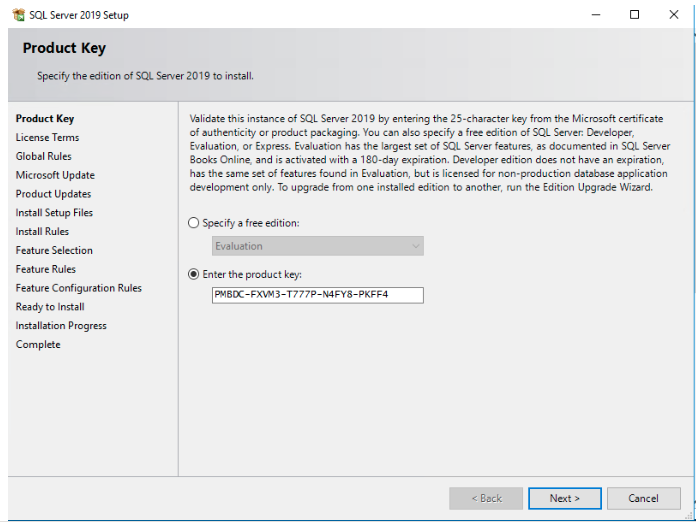 SQL Server 2019 Setup
Product Key
Specify the edition of SQL Server 2019 to install.
Product Key
License Terms
Global Rules
Microsoft Update
Product Updates
Install Setup Files
Install Rules
Feature Selection
Feature Rules
Feature Configuration Rules
Ready to Install
Installation Progress
Complete
Validate this instance of SQL Server 2019 by entering the 25-character key from the Microsoft certificate
of authenticity or product packaging. You can also specify a free edition of SQL Server: Developer,
Evaluation, or Express. Evaluation has the largest set of SQL Server features, as documented in SQL Server
Books Online, and is activated with a 180-day expiration. Developer edition does not have an expiration,
has the same set of features found in Evaluation, but is licensed for non-production database application
development only. To upgrade from one installed edition to another, run the Edition Upgrade Wizard.
Specify a free edition:
Evaluation
Enter the product key:
PMBDC-FXVM3-T777P-N4FY8-PKFF4
< Back
Next >
Cancel